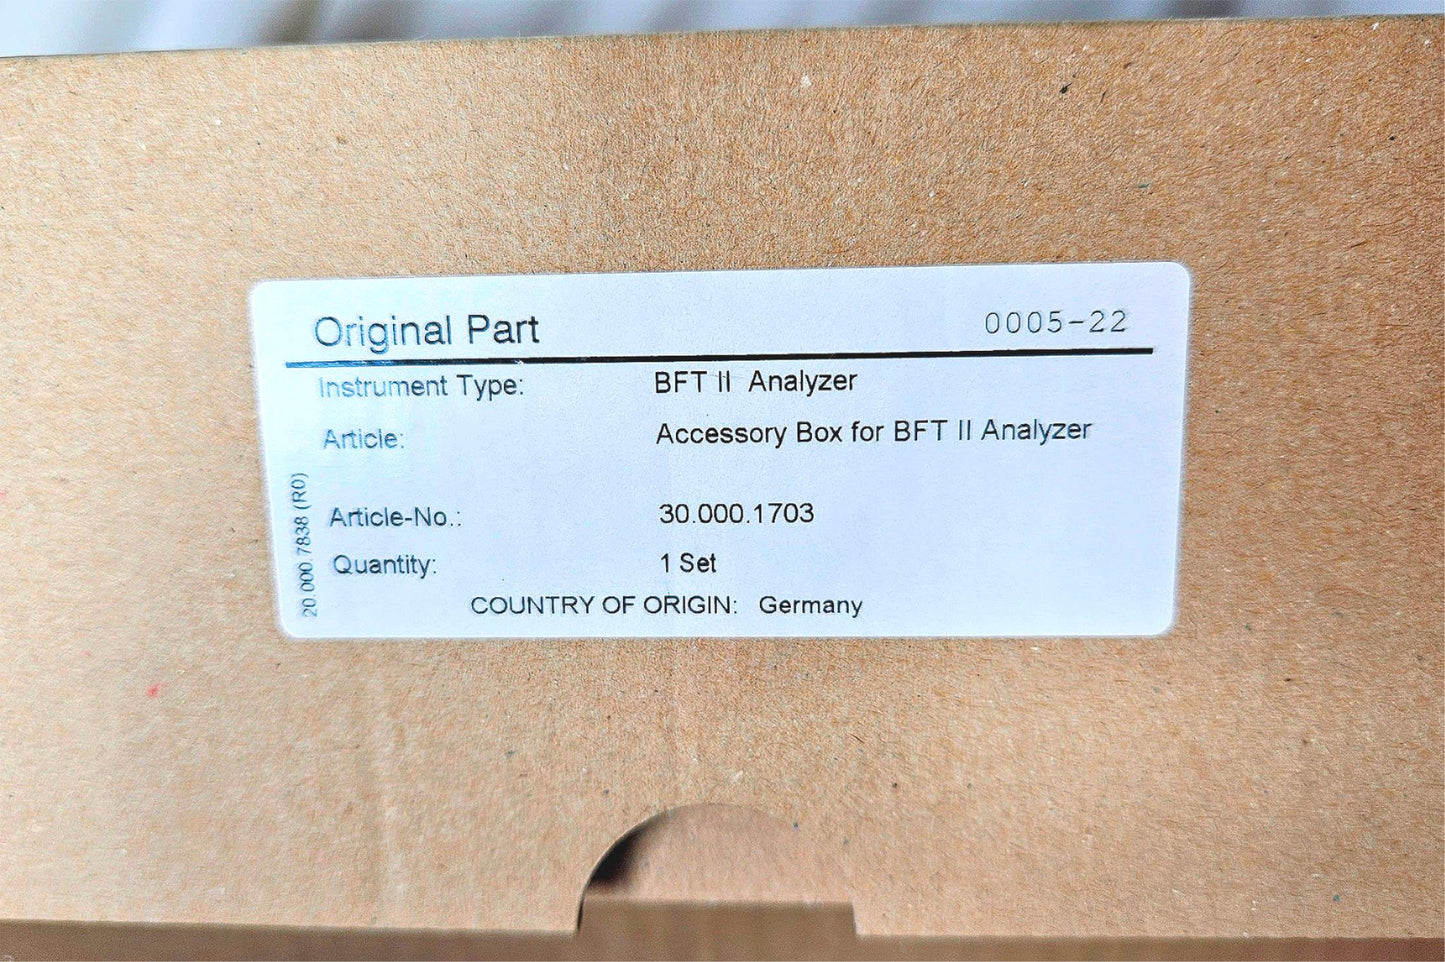 Original Part 0005-22
Instrument Type: BFT II Analyzer
Article: Accessory Box for BFT II Analyzer
Article-No.: 30.000.1703
Quantity: 1 Set
COUNTRY OF ORIGIN: Germany
20.000.7838 (R0)